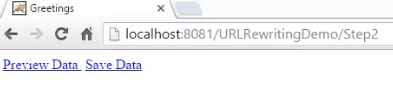 Greetings
localhost:8081/URLRewritingDemo/Step2
Preview Data Save Data